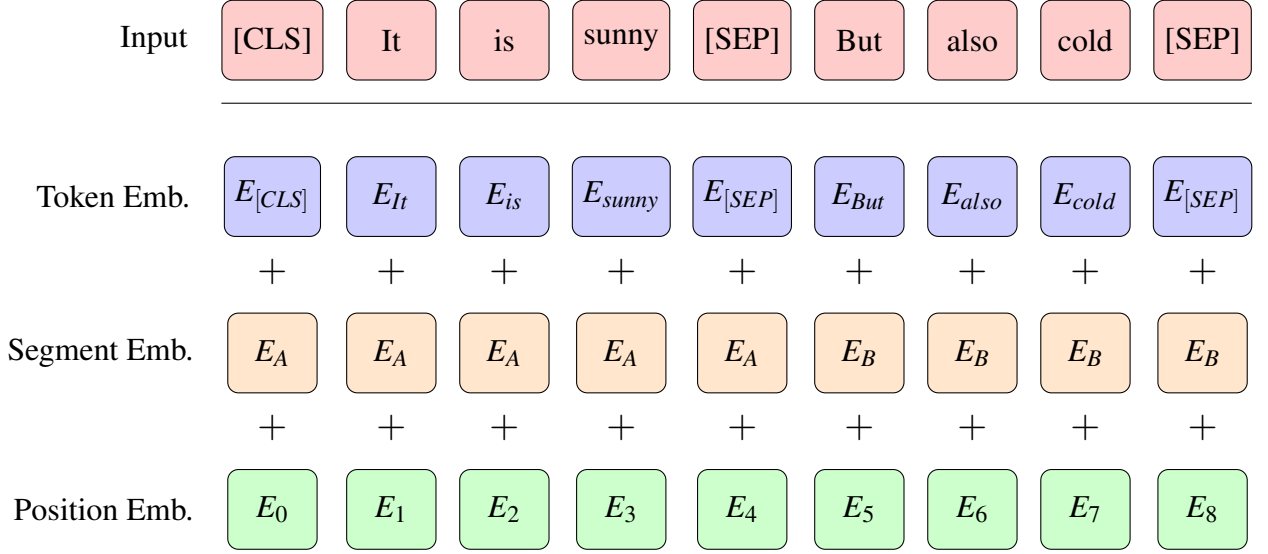 Input [CLS] It is sunny [SEP] But also cold [SEP]
Token Emb. E[CLS] EIt Eis Esunny E[SEP] EBut Ealso Ecold E[SEP]
+ + + + + + + + +
Segment Emb. EA EA EA EA EA EB EB EB EB
+ + + + + + + + +
Position Emb. E0 E1 E2 E3 E4 E5 E6 E7 E8